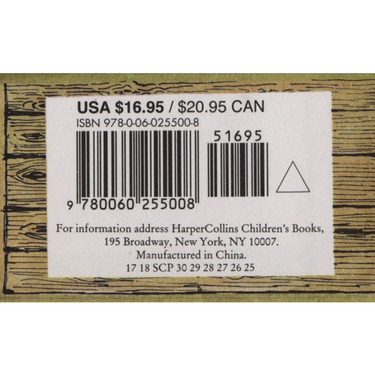 USA $16.95 / $20.95 CAN
ISBN 978-0-06-025500-8
51695
9 780060 255008
For information address HarperCollins Children's Books,
195 Broadway, New York, NY 10007.
Manufactured in China.
17 18 SCP 30 29 28 27 26 25